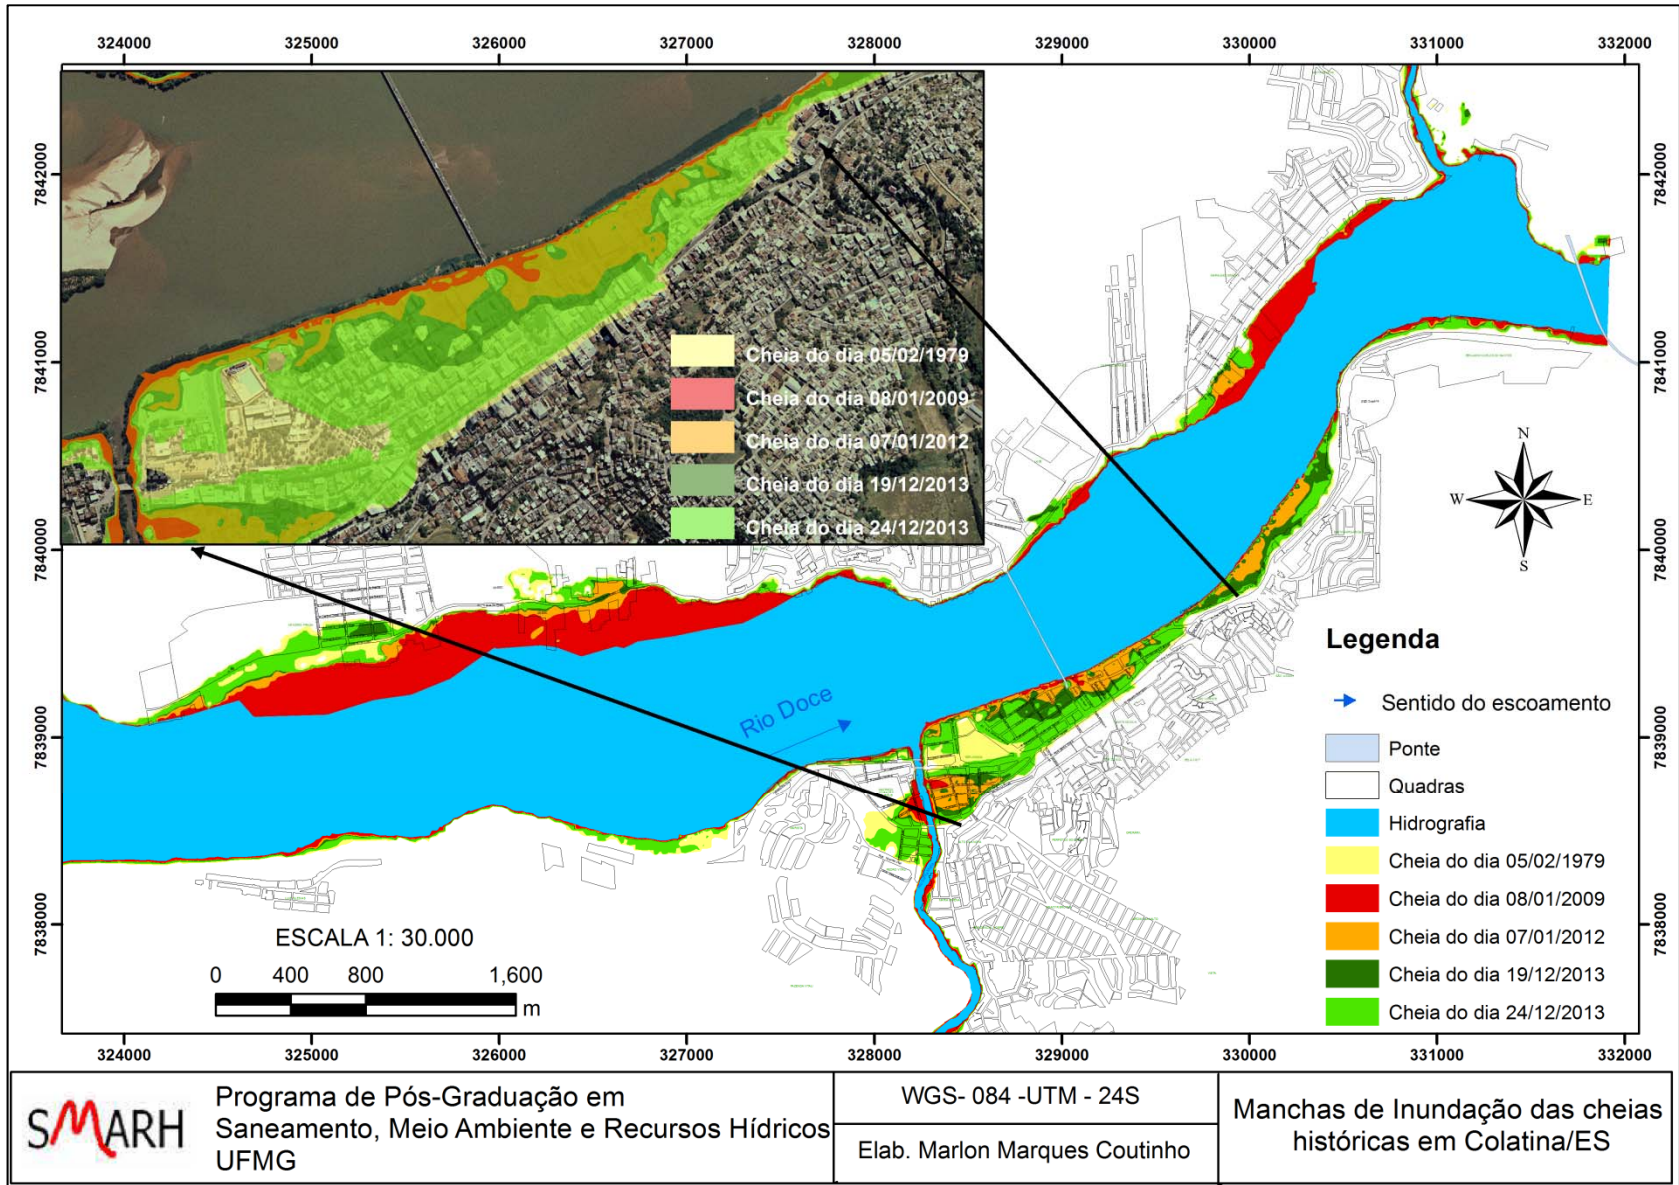 324000 325000 326000 327000 328000 329000 330000 331000 332000
7842000
7841000
7840000
7839000
7838000
7842000
7841000
7840000
7839000
7838000
Cheia do dia 05/02/1979
Cheia do dia 08/01/2009
Cheia do dia 07/01/2012
Cheia do dia 19/12/2013
Cheia do dia 24/12/2013
N
W E
S
Rio Doce
Legenda
Sentido do escoamento
Ponte
Quadras
Hidrografia
Cheia do dia 05/02/1979
Cheia do dia 08/01/2009
Cheia do dia 07/01/2012
Cheia do dia 19/12/2013
Cheia do dia 24/12/2013
ESCALA 1: 30.000
0 400 800 1,600
m
324000 325000 326000 327000 328000 329000 330000 331000 332000
SMARH
Programa de Pós-Graduação em
Saneamento, Meio Ambiente e Recursos Hídricos
UFMG
WGS- 084 -UTM - 24S
Elab. Marlon Marques Coutinho
Manchas de Inundação das cheias
históricas em Colatina/ES